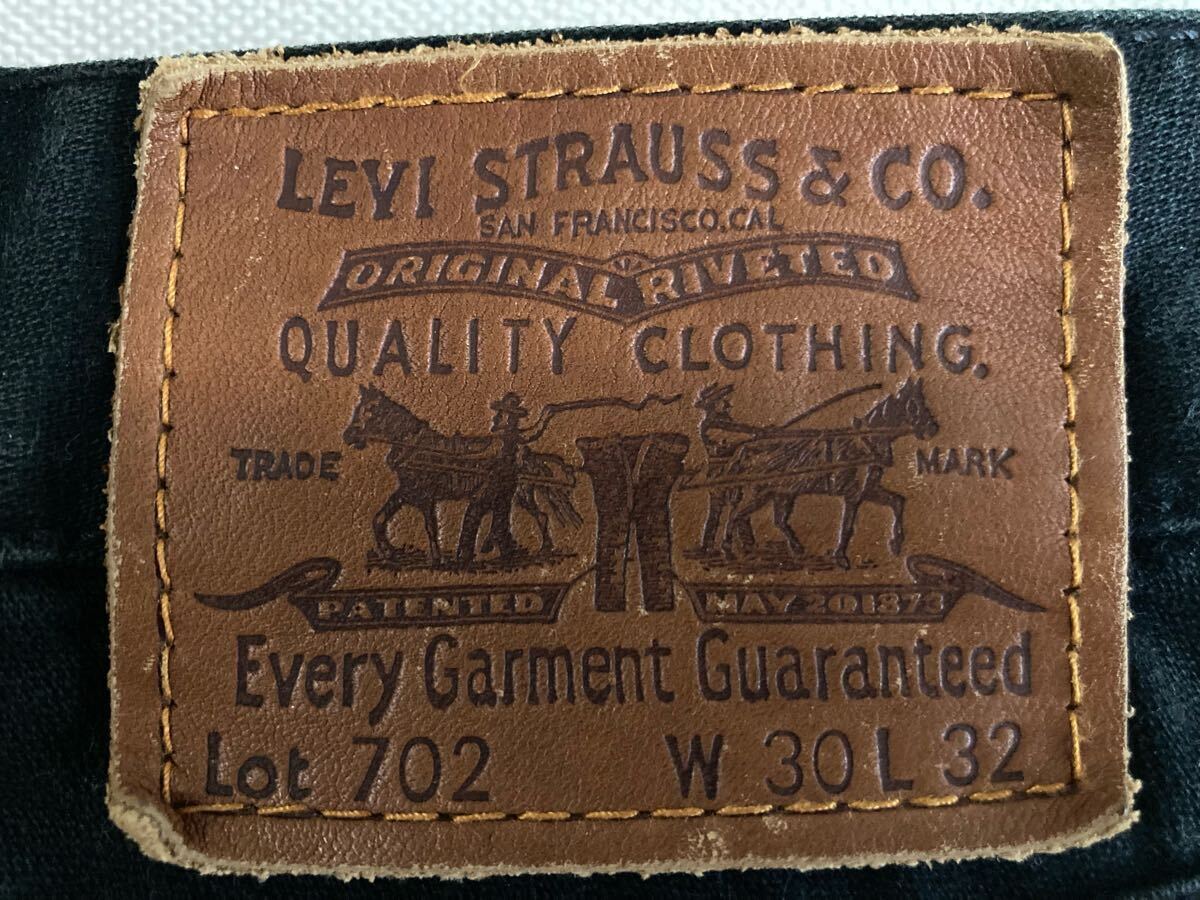 LEVI STRAUSS & CO.
SAN FRANCISCO, CAL
ORIGINAL RIVETED
QUALITY CLOTHING.
TRADE MARK
PATENTED MAY 20 1873
Every Garment Guaranteed
Lot 702 W 30 L 32